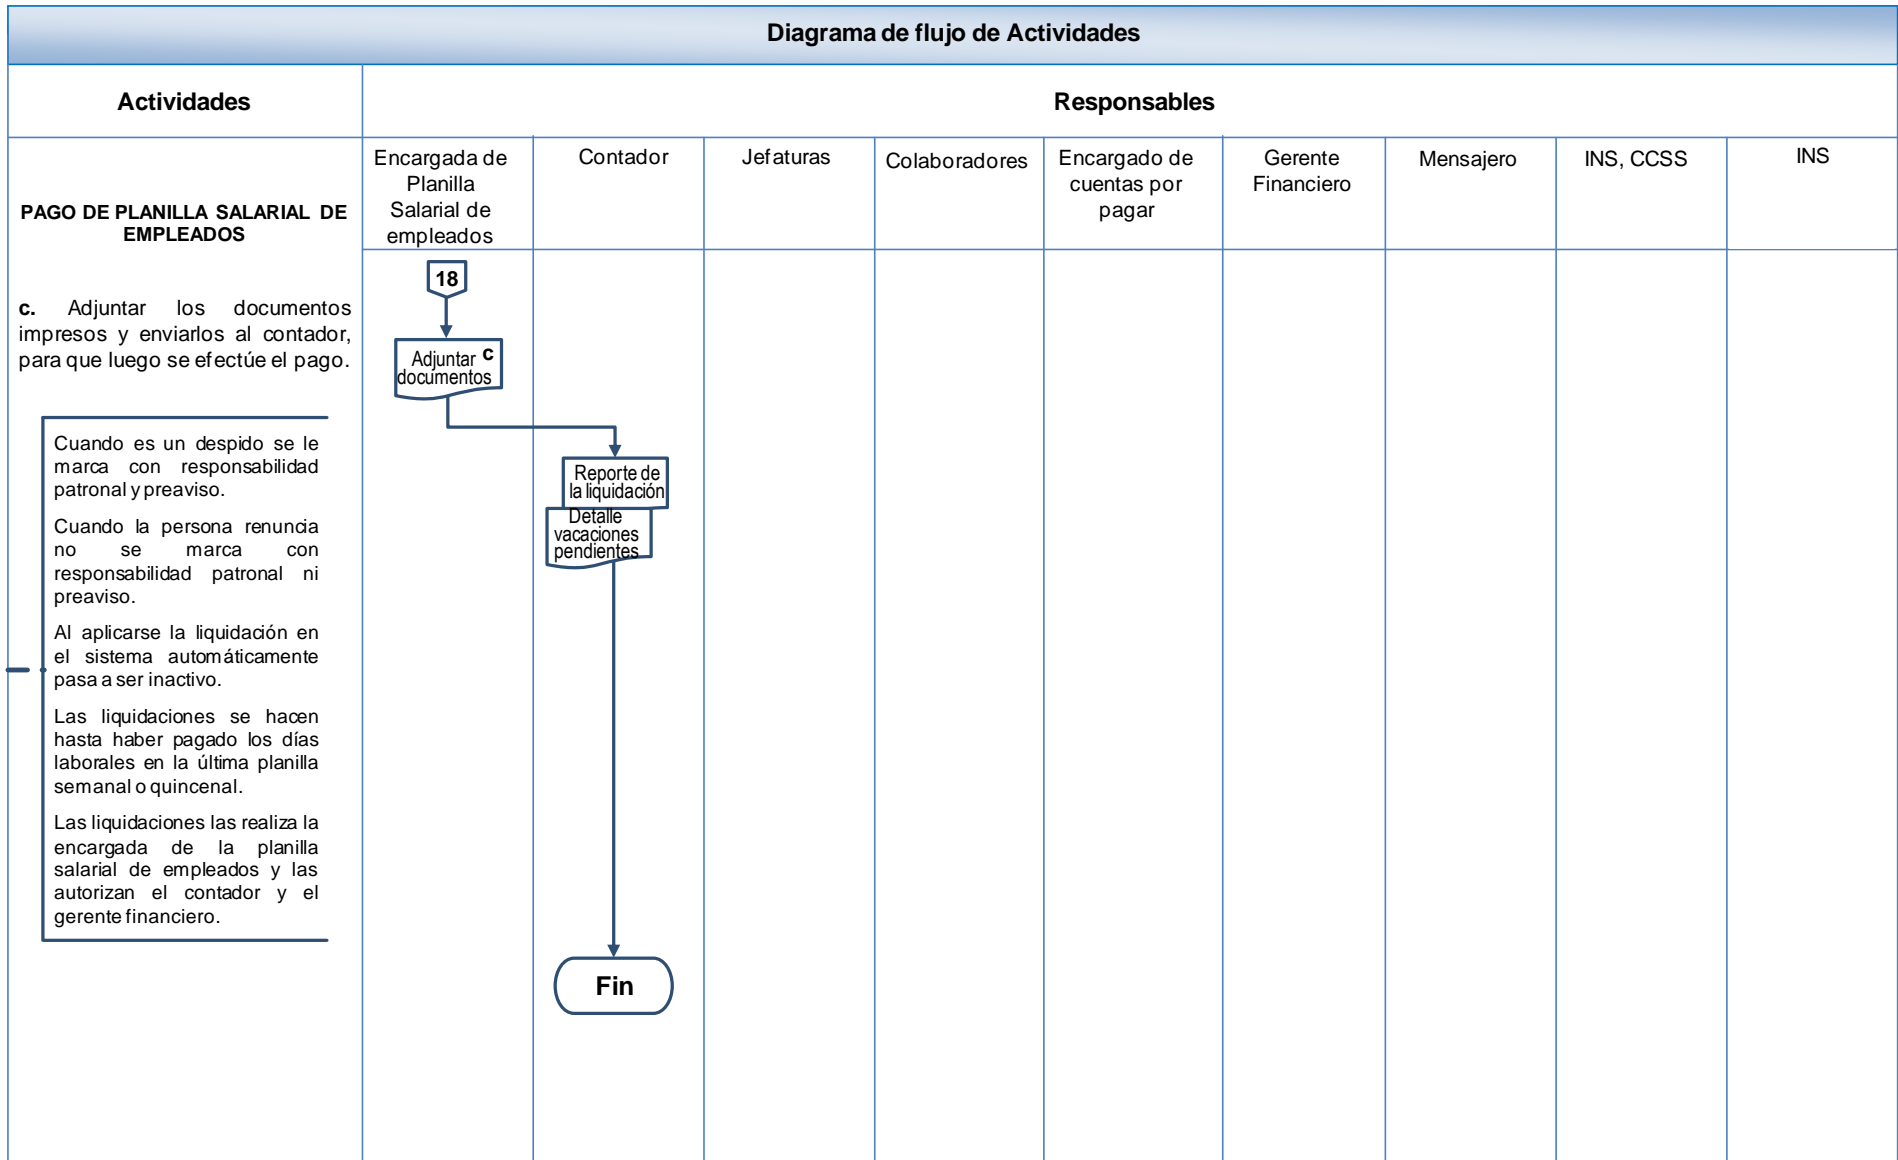 Diagrama de flujo de Actividades
Actividades
Responsables
PAGO DE PLANILLA SALARIAL DE
EMPLEADOS
Encargada de
Planilla
Salarial de
empleados
Contador
Jefaturas
Colaboradores
Encargado de
cuentas por
pagar
Gerente
Financiero
Mensajero
INS, CCSS
INS
c. Adjuntar los documentos
impresos y enviarlos al contador,
para que luego se efectúe el pago.
Cuando es un despido se le
marca con responsabilidad
patronal y preaviso.
Cuando la persona renuncia
no se marca con
responsabilidad patronal ni
preaviso.
Al aplicarse la liquidación en
el sistema automáticamente
pasa a ser inactivo.
Las liquidaciones se hacen
hasta haber pagado los días
laborales en la última planilla
semanal o quincenal.
Las liquidaciones las realiza la
encargada de la planilla
salarial de empleados y las
autorizan el contador y el
gerente financiero.
18
Adjuntar c
documentos
Reporte de
la liquidación
Detalle
vacaciones
pendientes
Fin